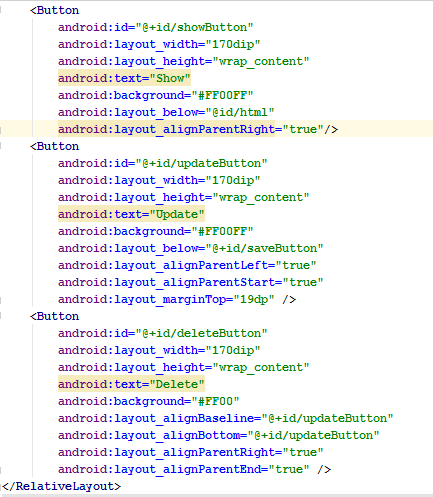 <Button
android:id="@+id/showButton"
android:layout_width="170dip"
android:layout_height="wrap_content"
android:text="Show"
android:background="#FF00FF"
android:layout_below="@id/html"
android:layout_alignParentRight="true"/>
<Button
android:id="@+id/updateButton"
android:layout_width="170dip"
android:layout_height="wrap_content"
android:text="Update"
android:background="#FF00FF"
android:layout_below="@+id/saveButton"
android:layout_alignParentLeft="true"
android:layout_alignParentStart="true"
android:layout_marginTop="19dp" />
<Button
android:id="@+id/deleteButton"
android:layout_width="170dip"
android:layout_height="wrap_content"
android:text="Delete"
android:background="#FF00"
android:layout_alignBaseline="@+id/updateButton"
android:layout_alignBottom="@+id/updateButton"
android:layout_alignParentRight="true"
android:layout_alignParentEnd="true" />
</RelativeLayout>